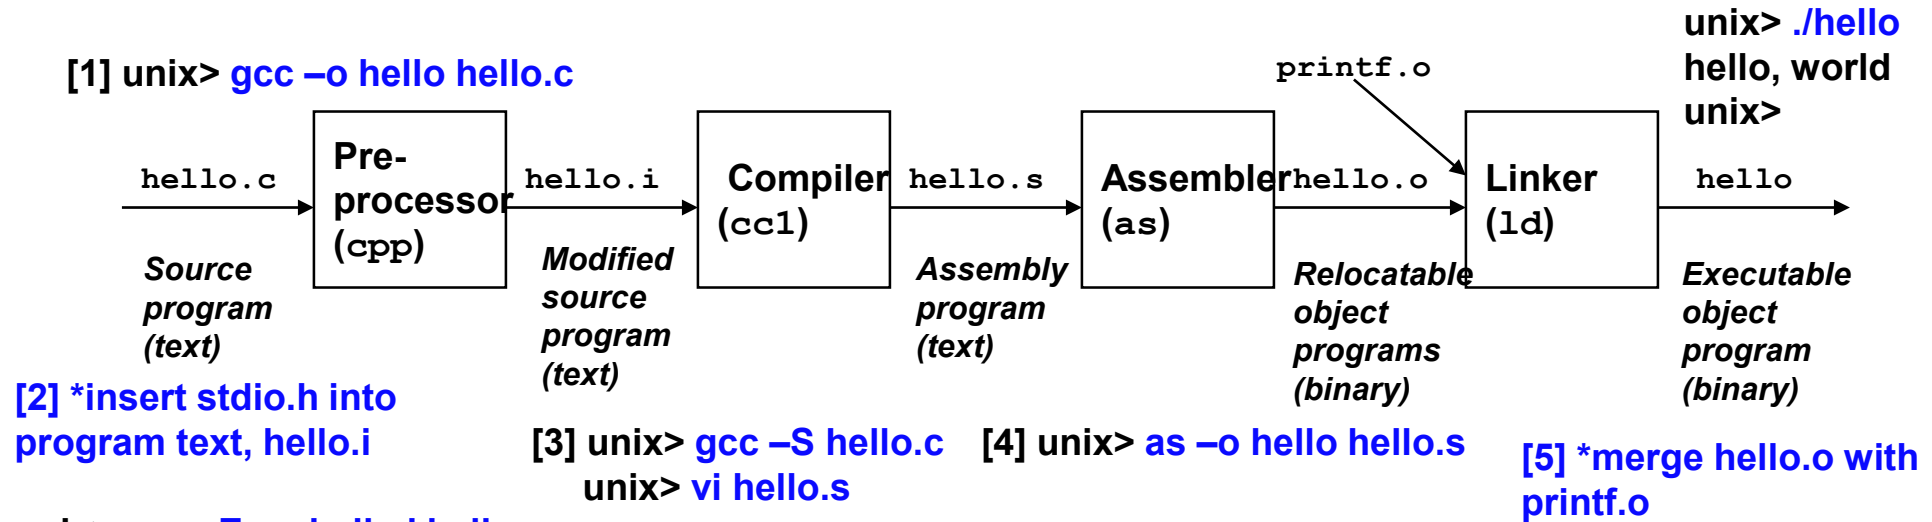 unix> ./hello
hello, world
unix>
[1] unix> gcc –o hello hello.c
printf.o
hello.c
Pre-
processor
(cpp)
hello.i
Compiler
(cc1)
hello.s
Assembler
(as)
hello.o
Linker
(ld)
hello
Source
program
(text)
Modified
source
program
(text)
Assembly
program
(text)
Relocatable
object
programs
(binary)
Executable
object
program
(binary)
[2] *insert stdio.h into
program text, hello.i
[3] unix> gcc –S hello.c
unix> vi hello.s
[4] unix> as –o hello hello.s
[5] *merge hello.o with
printf.o